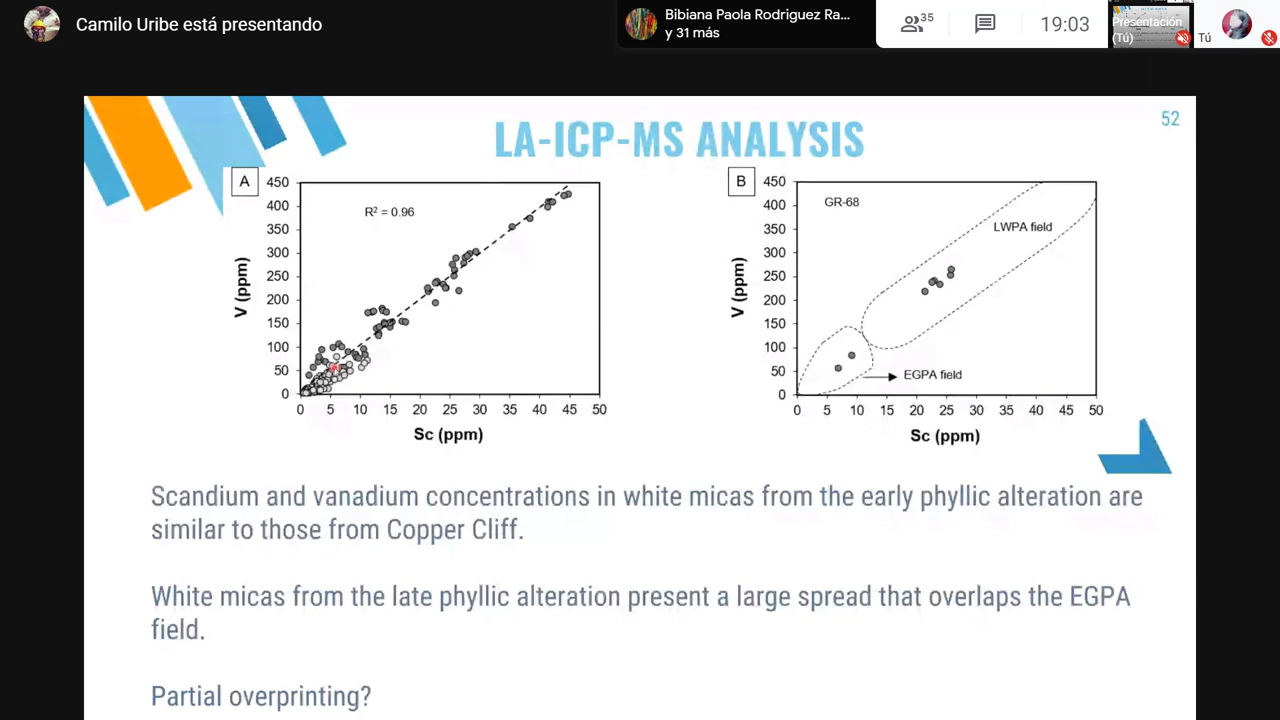 Camilo Uribe está presentando
Bibiana Paola Rodriguez Ra...
y 31 más
35
19:03
Presentación
(Tú)
Tú
52
LA-ICP-MS ANALYSIS
A
R² = 0.96
V (ppm)
450
400
350
300
250
200
150
100
50
0
0 5 10 15 20 25 30 35 40 45 50
Sc (ppm)
B
GR-68
LWPA field
EGPA field
V (ppm)
450
400
350
300
250
200
150
100
50
0
0 5 10 15 20 25 30 35 40 45 50
Sc (ppm)
Scandium and vanadium concentrations in white micas from the early phyllic alteration are
similar to those from Copper Cliff.
White micas from the late phyllic alteration present a large spread that overlaps the EGPA
field.
Partial overprinting?